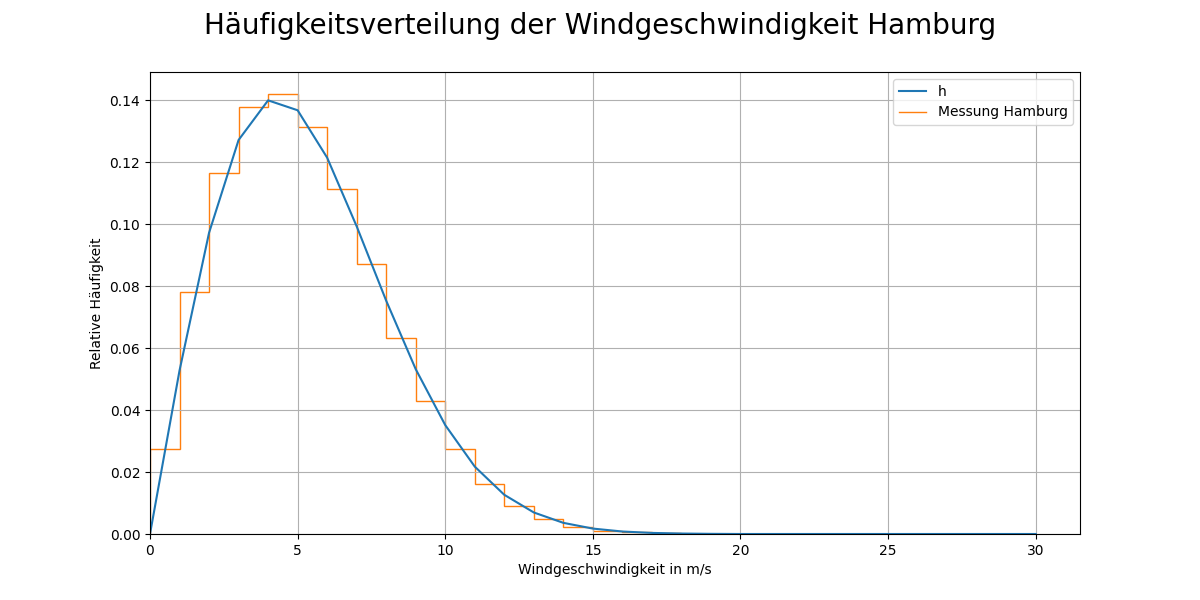 Häufigkeitsverteilung der Windgeschwindigkeit Hamburg
h
Messung Hamburg
Relative Häufigkeit
0.14
0.12
0.10
0.08
0.06
0.04
0.02
0.00
0 5 10 15 20 25 30
Windgeschwindigkeit in m/s